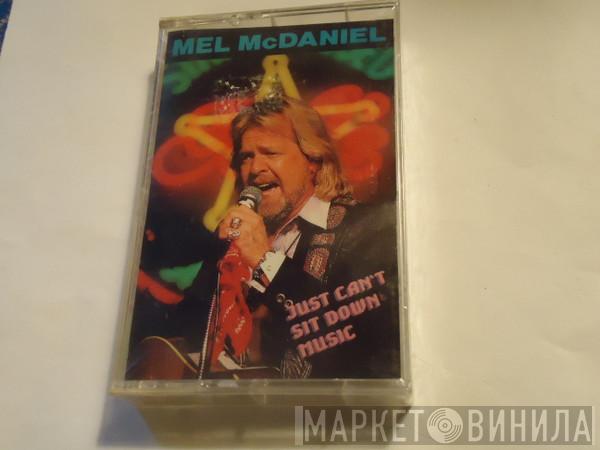 MEL McDANIEL
JUST CAN'T
SIT DOWN
MUSIC
МАРКЕТ ВИНИЛА